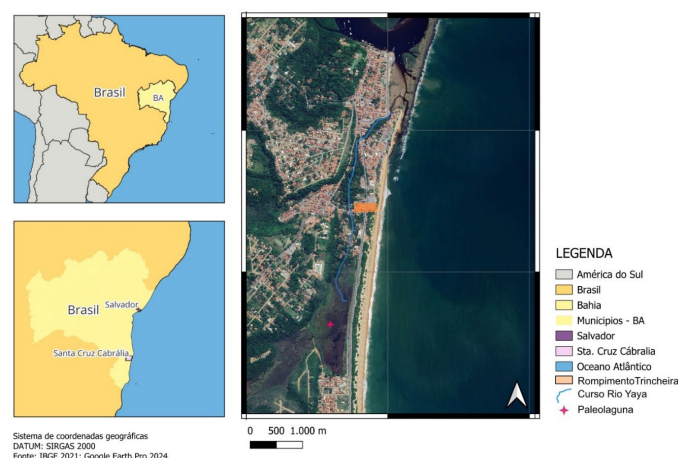 Brasil
BA
Brasil
Salvador
Santa Cruz Cabrália
Sistema de coordenadas geográficas
DATUM: SIRGAS 2000
Fonte: IBGE 2021; Google Earth Pro 2024.
0 500 1.000 m
LEGENDA
América do Sul
Brasil
Bahia
Municipios - BA
Salvador
Sta. Cruz Cábralia
Oceano Atlântico
RompimentoTrincheira
Curso Rio Yaya
Paleolaguna